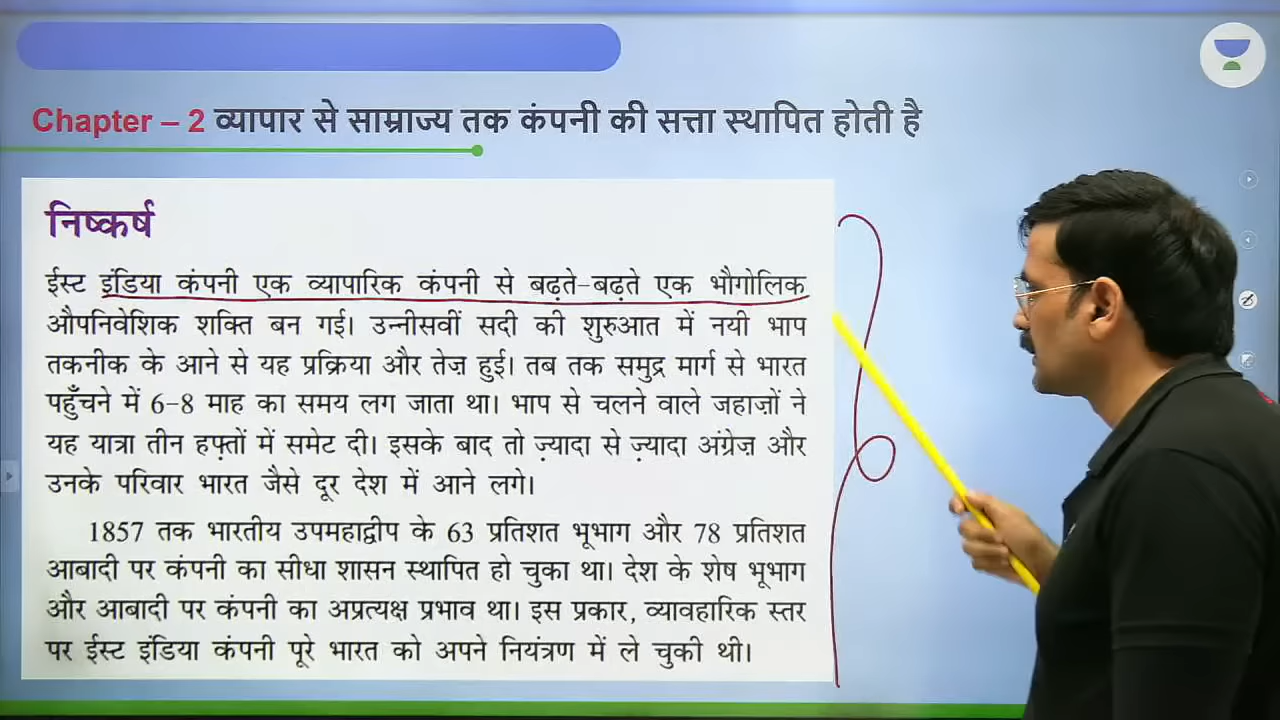 Chapter – 2 व्यापार से साम्राज्य तक कंपनी की सत्ता स्थापित होती है
निष्कर्ष
ईस्ट इंडिया कंपनी एक व्यापारिक कंपनी से बढ़ते-बढ़ते एक भौगोलिक
औपनिवेशिक शक्ति बन गई। उन्नीसवीं सदी की शुरुआत में नयी भाप
तकनीक के आने से यह प्रक्रिया और तेज़ हुई। तब तक समुद्र मार्ग से भारत
पहुँचने में 6-8 माह का समय लग जाता था। भाप से चलने वाले जहाज़ों ने
यह यात्रा तीन हफ़्तों में समेट दी। इसके बाद तो ज़्यादा से ज़्यादा अंग्रेज़ और
उनके परिवार भारत जैसे दूर देश में आने लगे।
1857 तक भारतीय उपमहाद्वीप के 63 प्रतिशत भूभाग और 78 प्रतिशत
आबादी पर कंपनी का सीधा शासन स्थापित हो चुका था। देश के शेष भूभाग
और आबादी पर कंपनी का अप्रत्यक्ष प्रभाव था। इस प्रकार, व्यावहारिक स्तर
पर ईस्ट इंडिया कंपनी पूरे भारत को अपने नियंत्रण में ले चुकी थी।